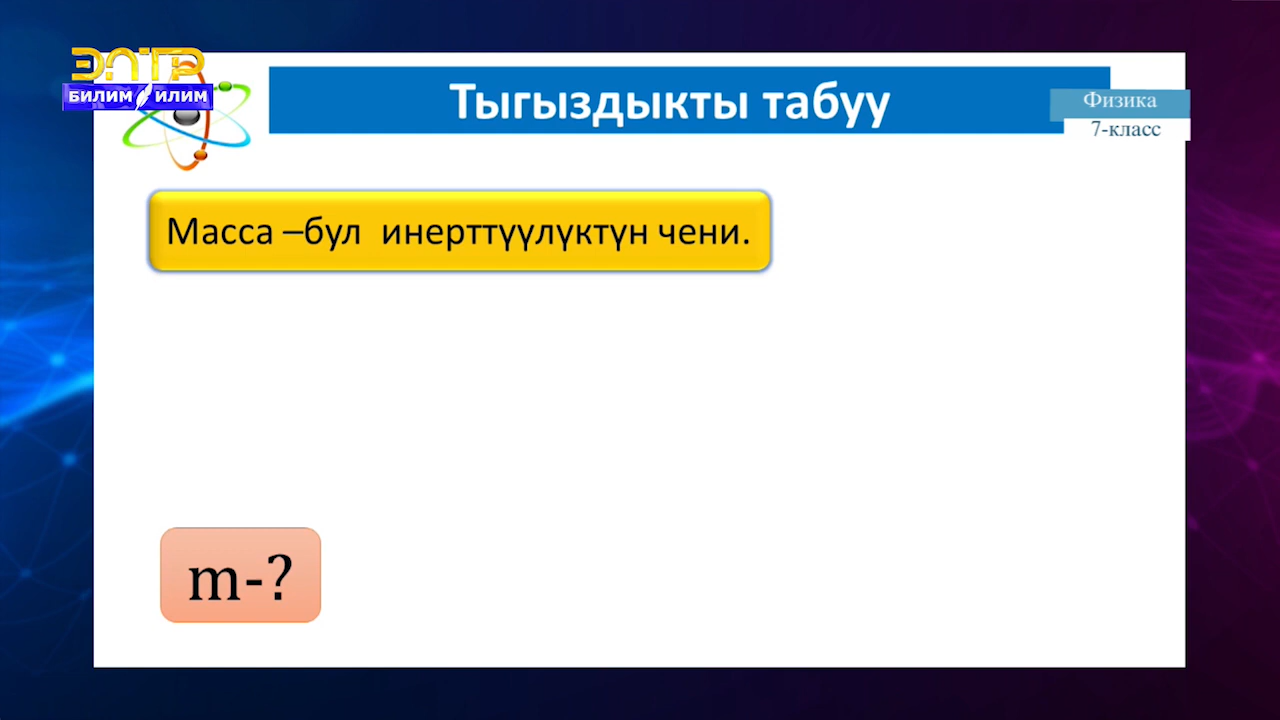 ЭЛТР
БИЛИМ ИЛИМ
Тыгыздыкты табуу
Физика
7-класс
Масса –бул инерттүүлүктүн чени.
m-?